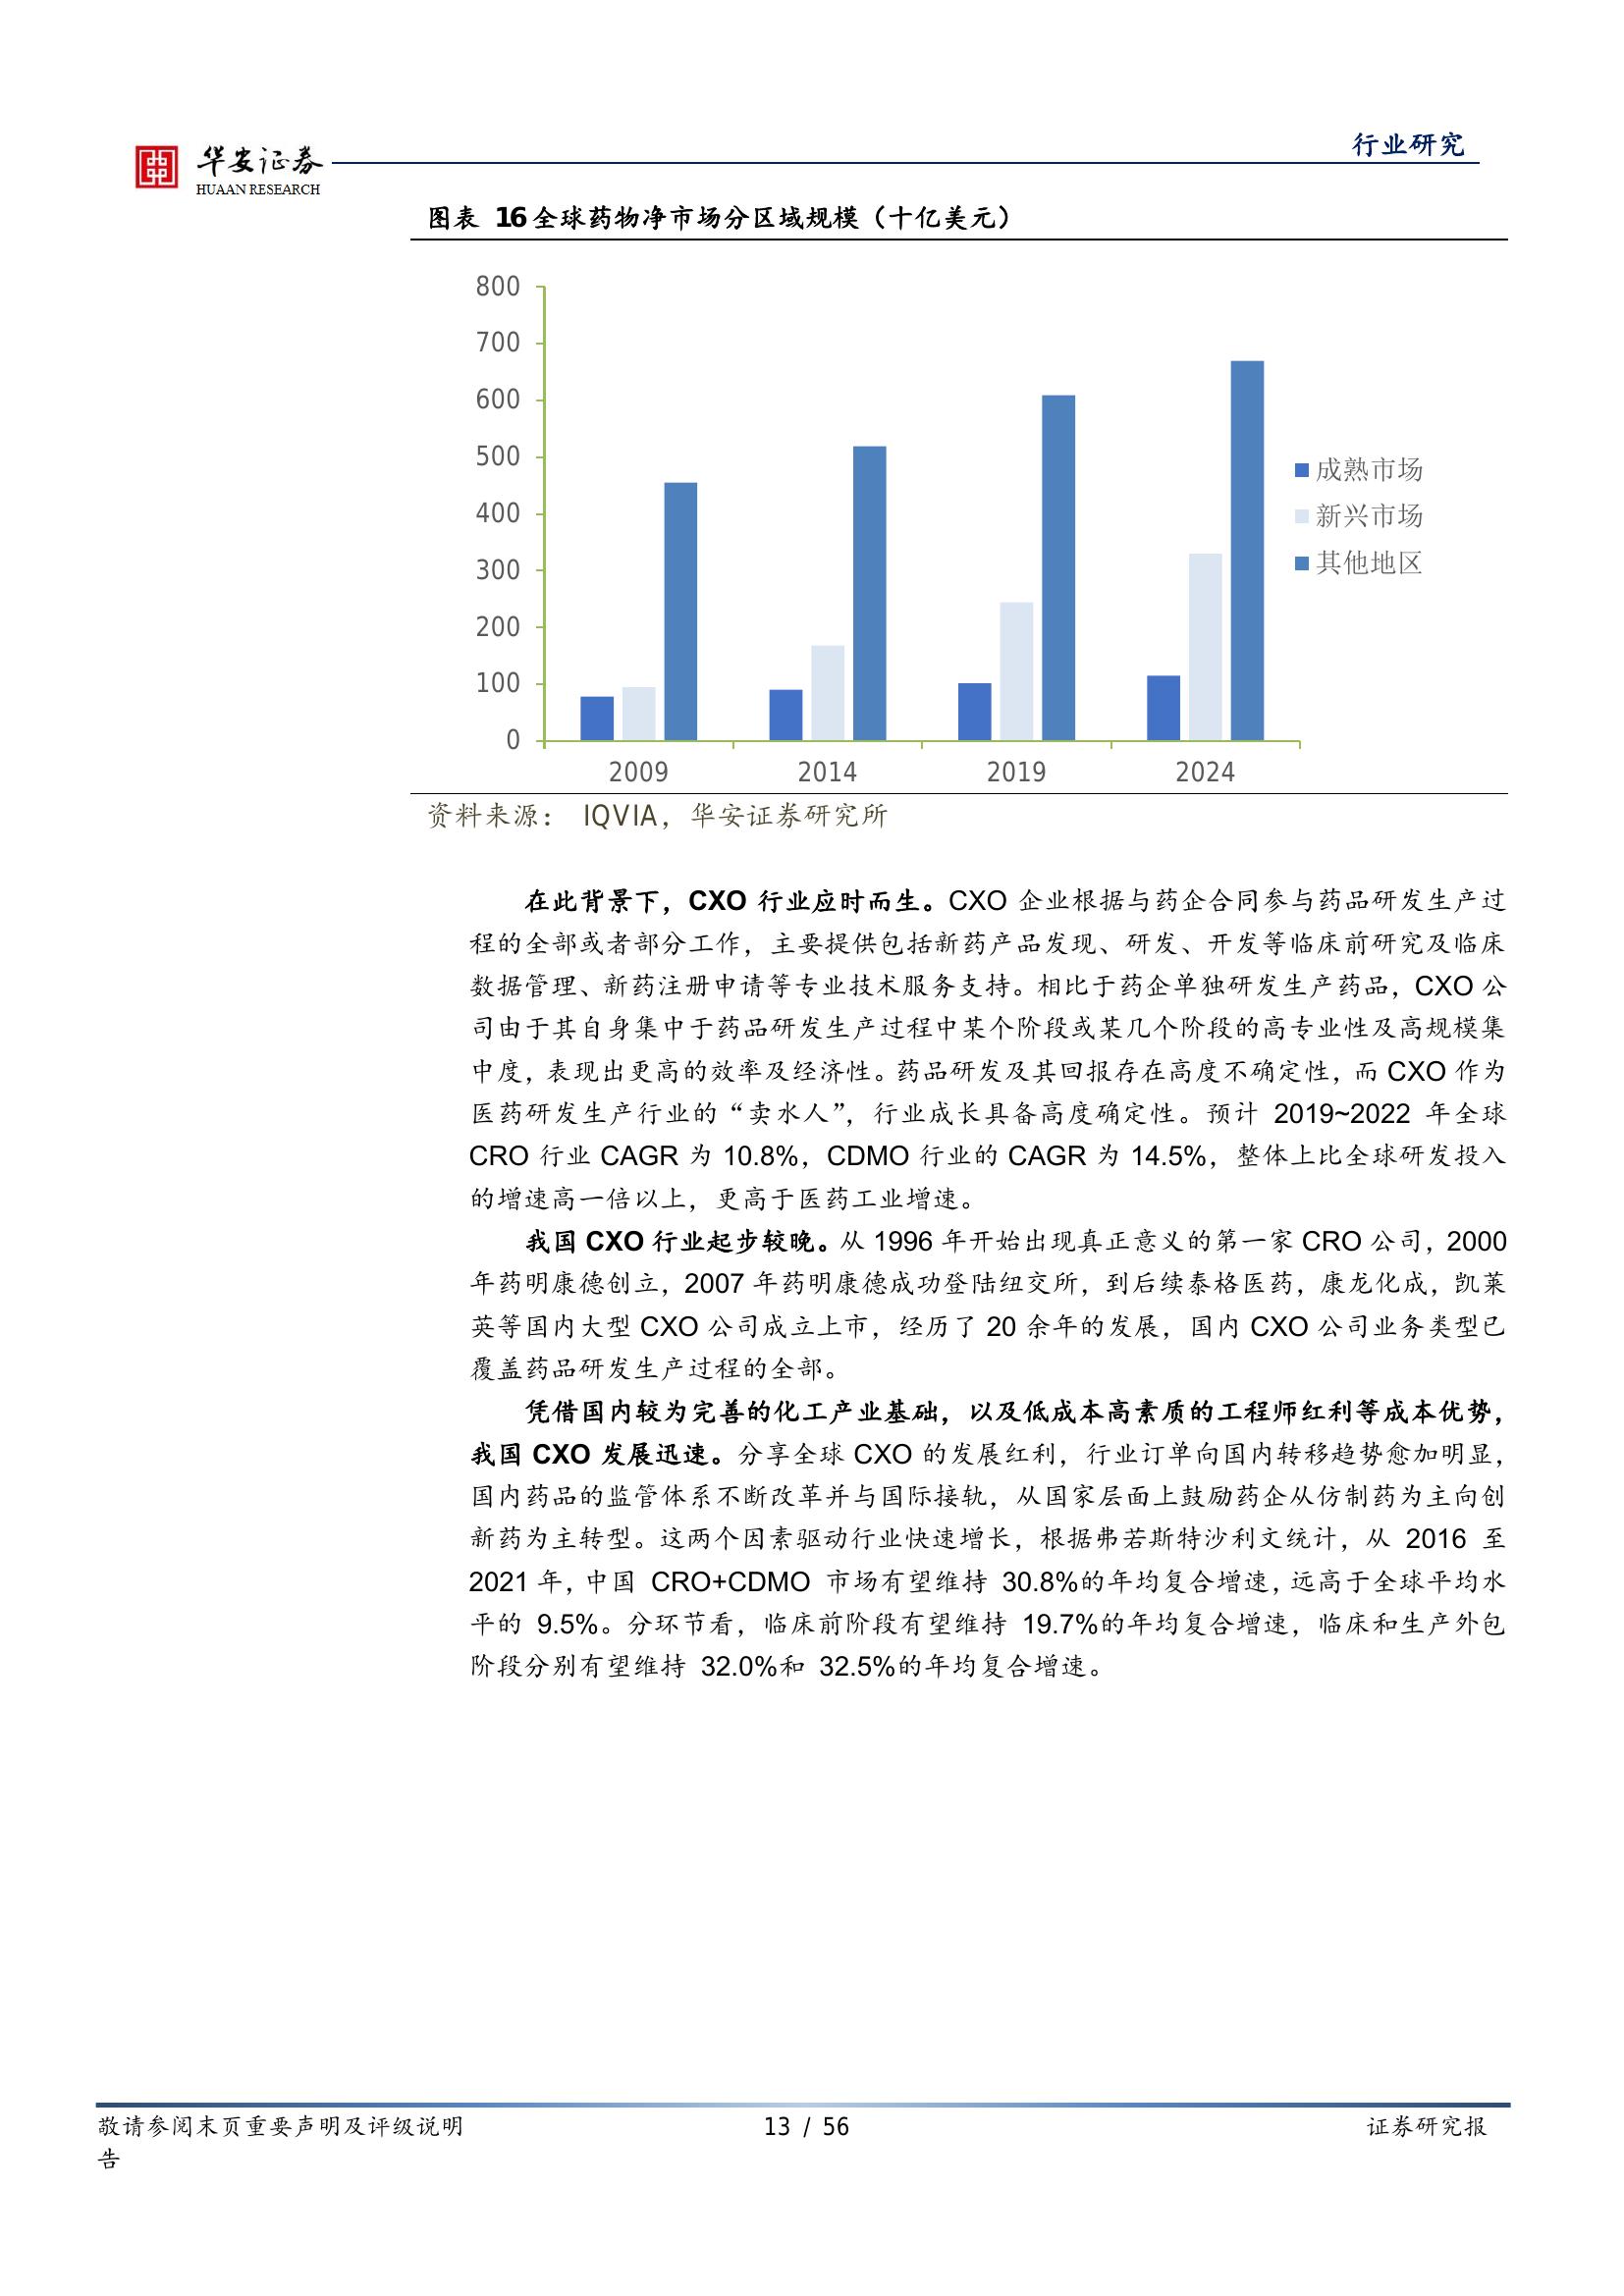 华安证券
HUAAN RESEARCH
行业研究
图表 16 全球药物净市场分区域规模（十亿美元）
800
700
600
500
400
300
200
100
0
2009 2014 2019 2024
成熟市场
新兴市场
其他地区
资料来源： IQVIA，华安证券研究所
在此背景下，CXO 行业应时而生。CXO 企业根据与药企合同参与药品研发生产过
程的全部或者部分工作，主要提供包括新药产品发现、研发、开发等临床前研究及临床
数据管理、新药注册申请等专业技术服务支持。相比于药企单独研发生产药品，CXO 公
司由于其自身集中于药品研发生产过程中某个阶段或某几个阶段的高专业性及高规模集
中度，表现出更高的效率及经济性。药品研发及其回报存在高度不确定性，而 CXO 作为
医药研发生产行业的“卖水人”，行业成长具备高度确定性。预计 2019~2022 年全球
CRO 行业 CAGR 为 10.8%，CDMO 行业的 CAGR 为 14.5%，整体上比全球研发投入
的增速高一倍以上，更高于医药工业增速。
我国 CXO 行业起步较晚。从 1996 年开始出现真正意义的第一家 CRO 公司，2000
年药明康德创立，2007 年药明康德成功登陆纽交所，到后续泰格医药，康龙化成，凯莱
英等国内大型 CXO 公司成立上市，经历了 20 余年的发展，国内 CXO 公司业务类型已
覆盖药品研发生产过程的全部。
凭借国内较为完善的化工产业基础，以及低成本高素质的工程师红利等成本优势，
我国 CXO 发展迅速。分享全球 CXO 的发展红利，行业订单向国内转移趋势愈加明显，
国内药品的监管体系不断改革并与国际接轨，从国家层面上鼓励药企从仿制药为主向创
新药为主转型。这两个因素驱动行业快速增长，根据弗若斯特沙利文统计，从 2016 至
2021 年，中国 CRO+CDMO 市场有望维持 30.8%的年均复合增速，远高于全球平均水
平的 9.5%。分环节看，临床前阶段有望维持 19.7%的年均复合增速，临床和生产外包
阶段分别有望维持 32.0%和 32.5%的年均复合增速。
敬请参阅末页重要声明及评级说明 13 / 56 证券研究报
告